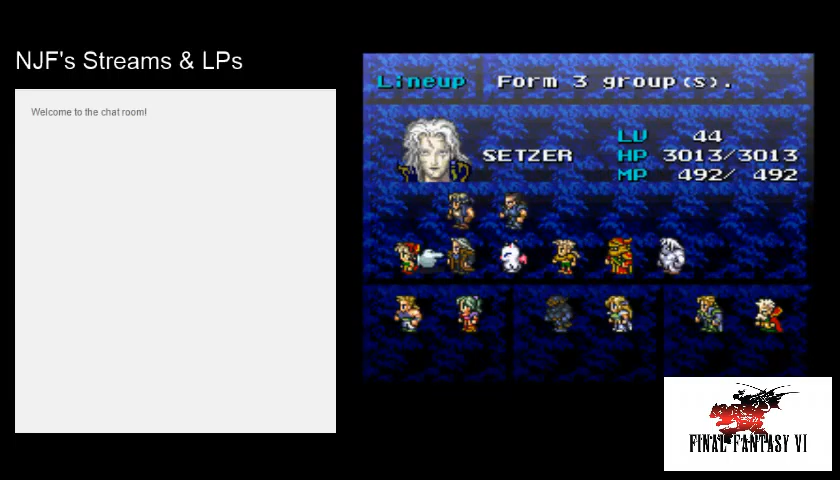 NJF's Streams & LPs
Welcome to the chat room!
Lineup Form 3 group(s).
LV 44
SETZER HP 3013/3013
MP 492/ 492
FINAL FANTASY VI